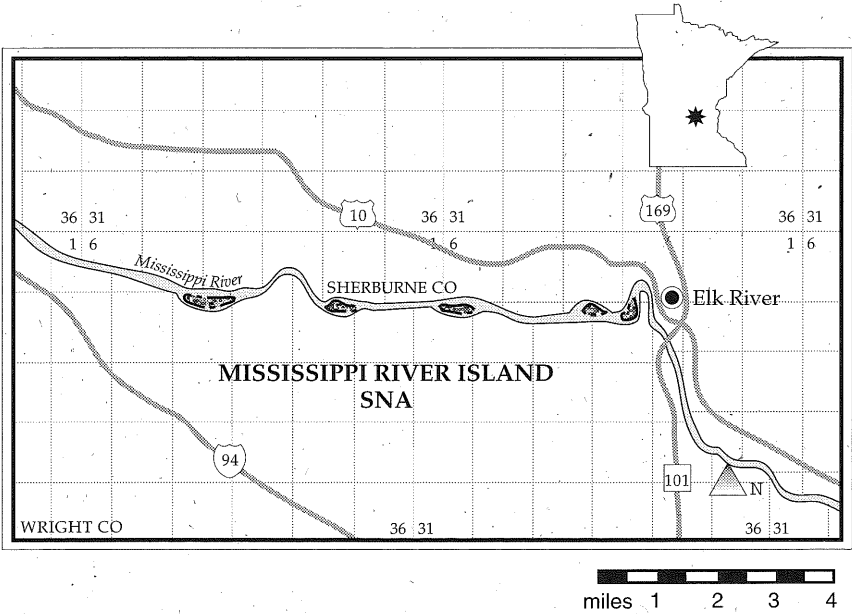 169
10
36 31
36 31
36 31
1 6
1 6
1 6
Mississippi River
SHERBURNE CO
Elk River
MISSISSIPPI RIVER ISLAND
SNA
94
101
N
WRIGHT CO
36 31
36 31
miles 1 2 3 4